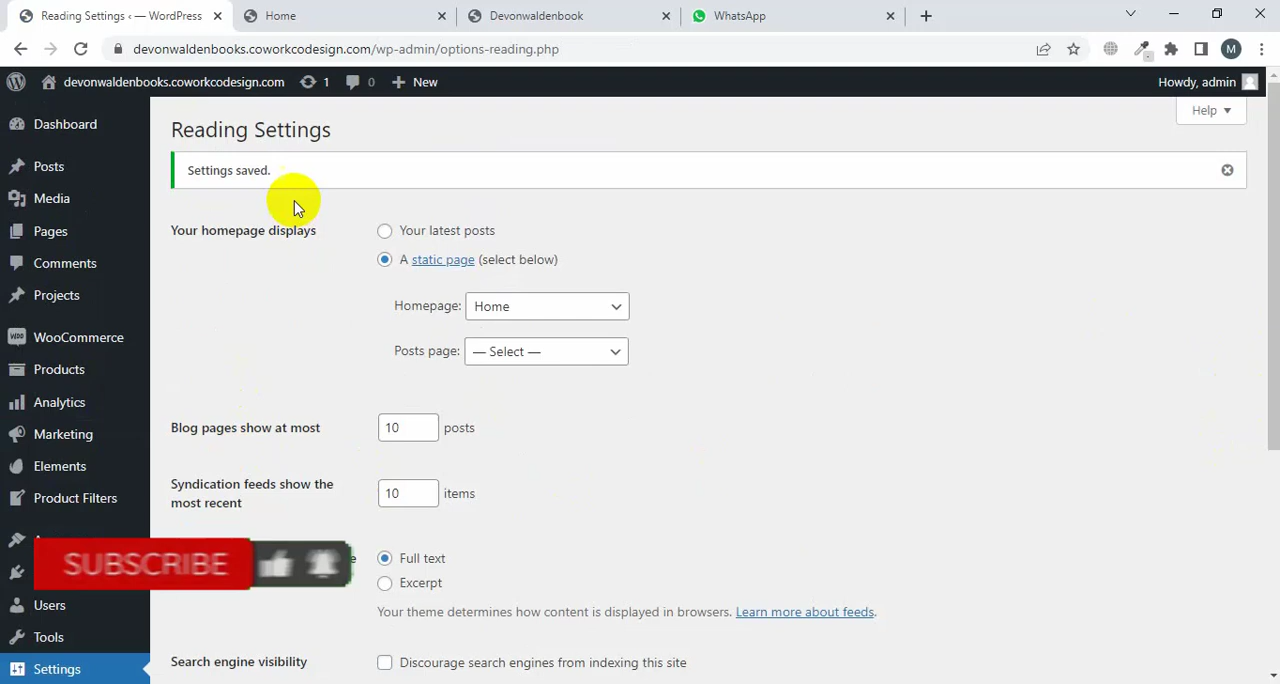 Reading Settings ‹ — WordPress
Home
Devonwaldenbook
WhatsApp
devonwaldenbooks.coworkcodesign.com/wp-admin/options-reading.php
M
devonwaldenbooks.coworkcodesign.com 1 0 New
Howdy, admin
Help
Dashboard
Posts
Media
Pages
Comments
Projects
WooCommerce
Products
Analytics
Marketing
Elements
Product Filters
Users
Tools
Settings
Reading Settings
Settings saved.
Your homepage displays
Your latest posts
A static page (select below)
Homepage: Home
Posts page: — Select —
Blog pages show at most 10 posts
Syndication feeds show the
most recent
10 items
Full text
Excerpt
Your theme determines how content is displayed in browsers. Learn more about feeds.
Search engine visibility
Discourage search engines from indexing this site
SUBSCRIBE